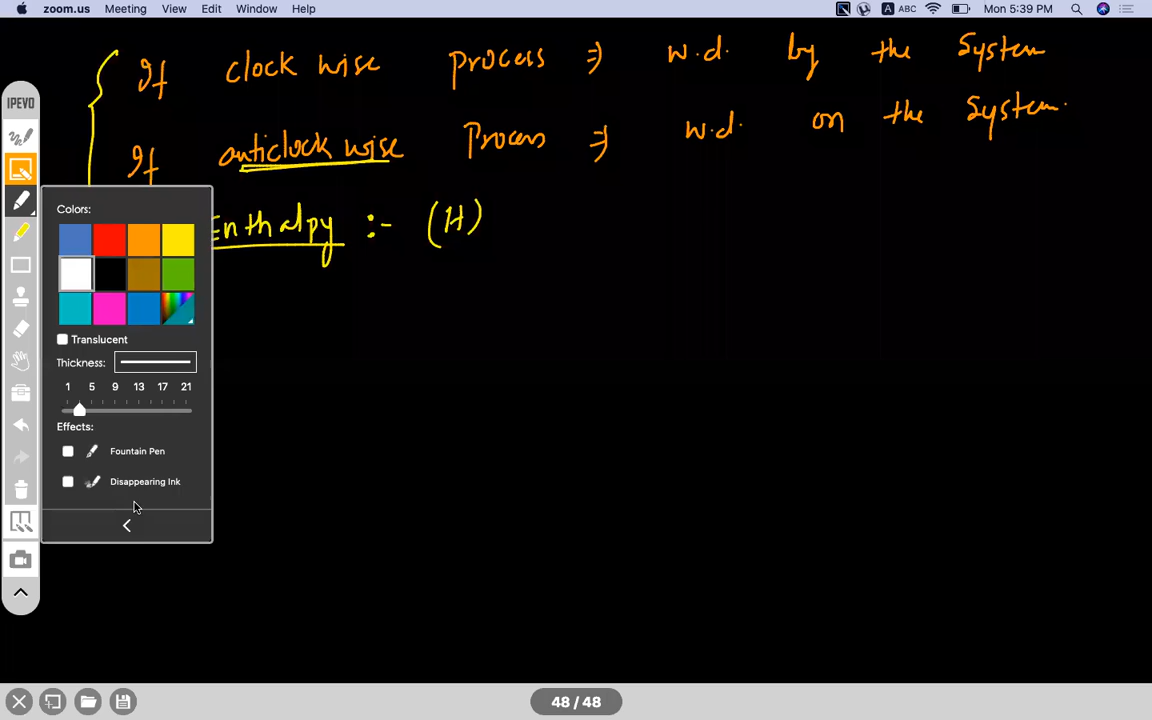 zoom.us Meeting View Edit Window Help A ABC Mon 5:39 PM
If clock wise Process ⇒ w.d. by the System
If anticlock wise Process ⇒ w.d. on the System.
Enthalpy :- (H)
IPEVO
Colors:
Translucent
Thickness:
1 5 9 13 17 21
Effects:
Fountain Pen
Disappearing Ink
48 / 48